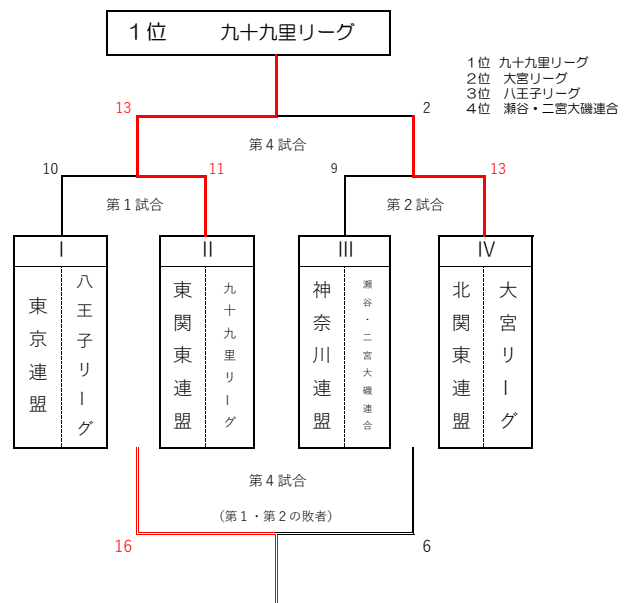 １位　九十九里リーグ
１位 九十九里リーグ
２位 大宮リーグ
３位 八王子リーグ
４位 瀬谷・二宮大磯連合
13
2
第４試合
10
11
9
13
第１試合
第２試合
Ⅰ
Ⅱ
Ⅲ
Ⅳ
東京連盟
八王子リーグ
東関東連盟
九十九里リーグ
神奈川連盟
瀬谷・二宮大磯連合
北関東連盟
大宮リーグ
第４試合
（第１・第２の敗者）
16
6